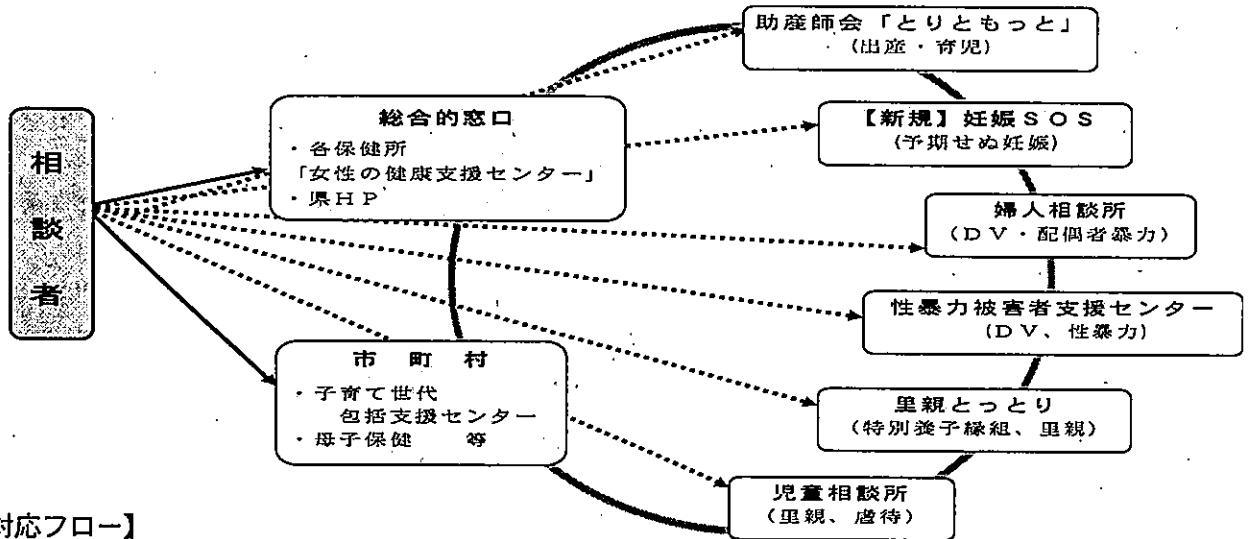 相談者
総合的窓口
・各保健所
「女性の健康支援センター」
・県HP
市町村
・子育て世代
包括支援センター
・母子保健　等
助産師会「とりともっと」
(出産・育児)
【新規】妊娠SOS
(予期せぬ妊娠)
婦人相談所
(DV・配偶者暴力)
性暴力被害者支援センター
(DV、性暴力)
里親とっとり
(特別養子縁組、里親)
児童相談所
(里親、虐待)
対応フロー】